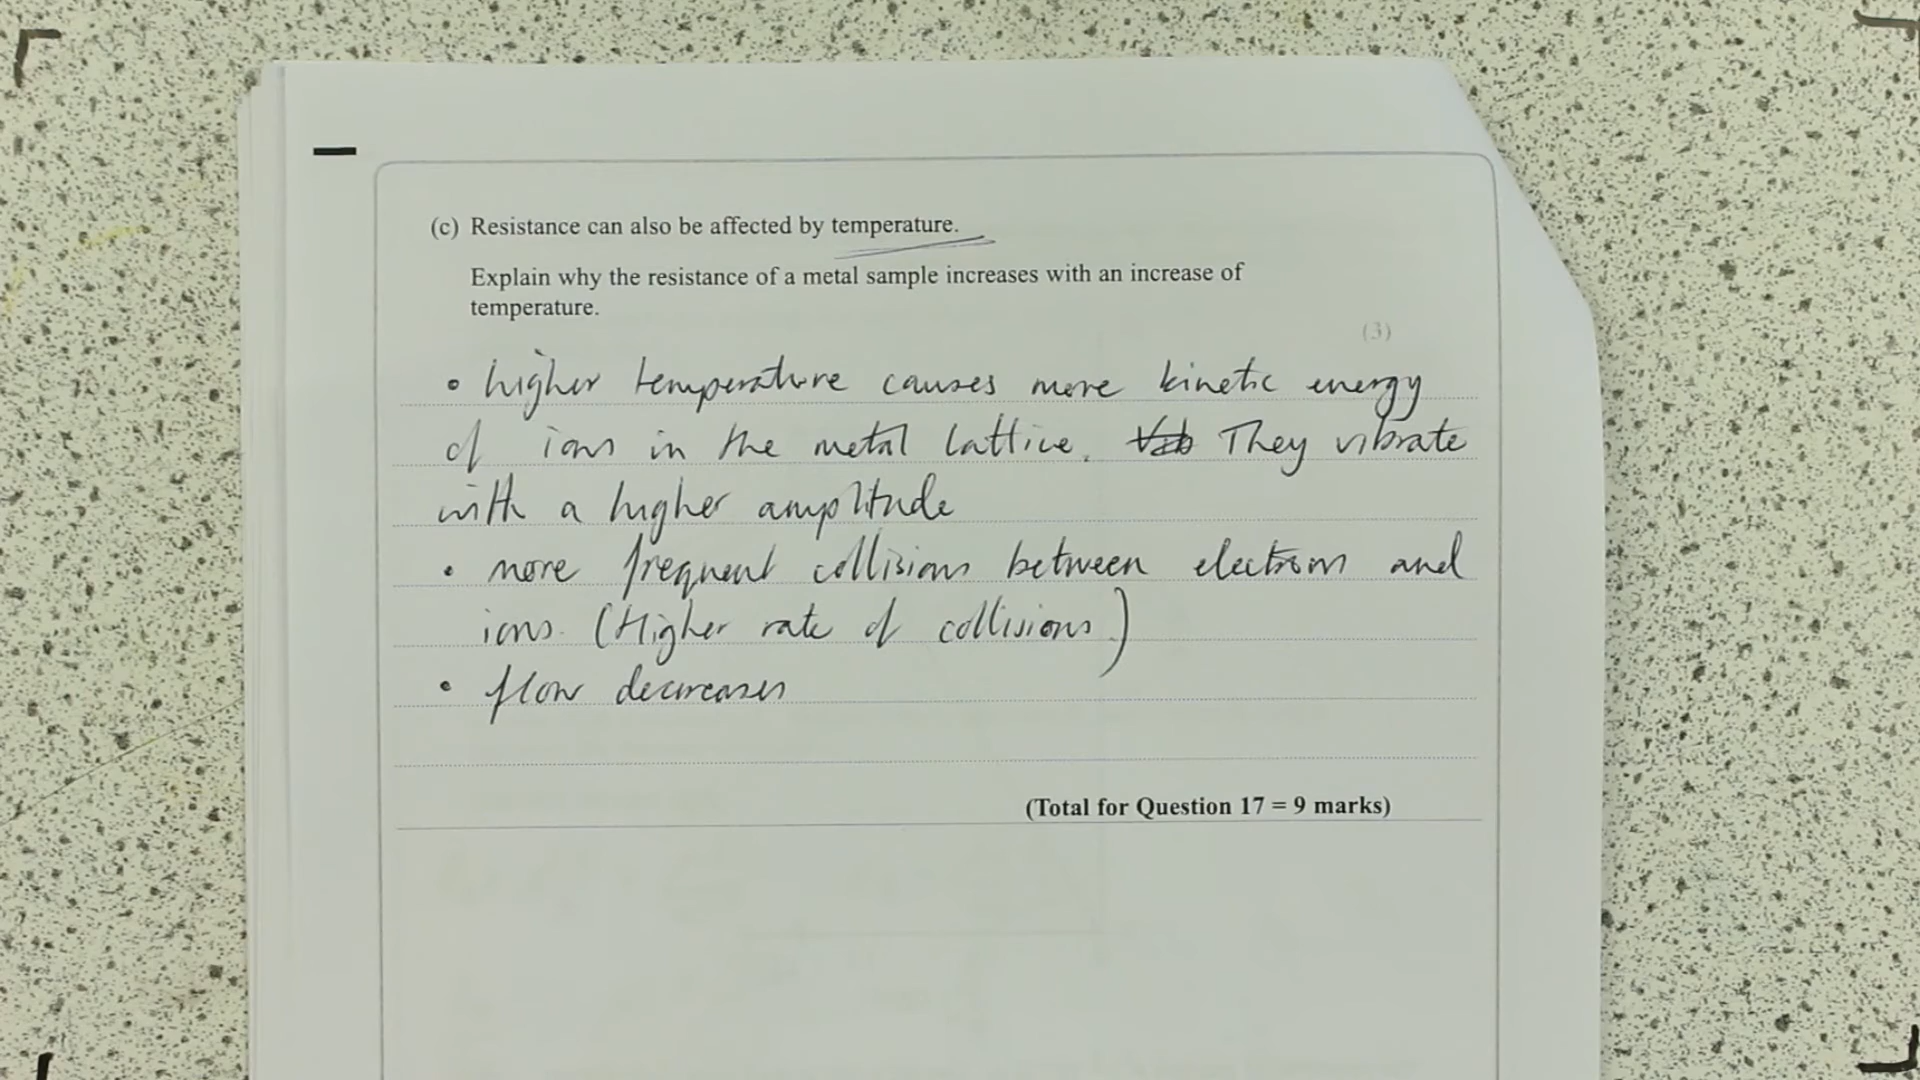 (c) Resistance can also be affected by temperature.
Explain why the resistance of a metal sample increases with an increase of
temperature.
(3)
• higher temperature causes more kinetic energy
of ions in the metal lattice. Vib They vibrate
with a higher amplitude
• more frequent collisions between electrons and
ions. (Higher rate of collisions)
• flow decreases
(Total for Question 17 = 9 marks)